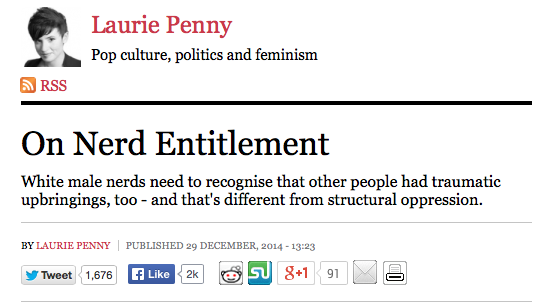 Laurie Penny
Pop culture, politics and feminism
RSS
On Nerd Entitlement
White male nerds need to recognise that other people had traumatic
upbringings, too - and that's different from structural oppression.
BY LAURIE PENNY | PUBLISHED 29 DECEMBER, 2014 - 13:23
Tweet 1,676 Like 2k g+1 91